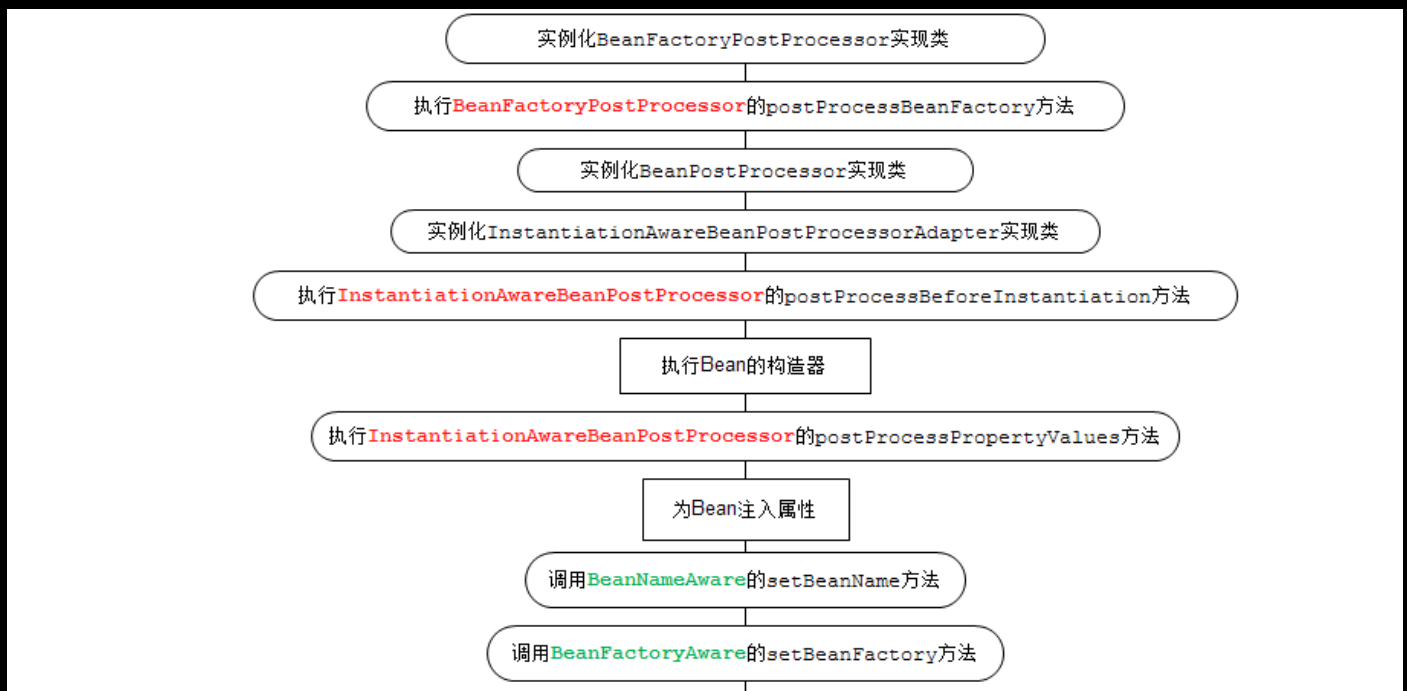 实例化BeanFactoryPostProcessor实现类
执行BeanFactoryPostProcessor的postProcessBeanFactory方法
实例化BeanPostProcessor实现类
实例化InstantiationAwareBeanPostProcessorAdapter实现类
执行InstantiationAwareBeanPostProcessor的postProcessBeforeInstantiation方法
执行Bean的构造器
执行InstantiationAwareBeanPostProcessor的postProcessPropertyValues方法
为Bean注入属性
调用BeanNameAware的setBeanName方法
调用BeanFactoryAware的setBeanFactory方法